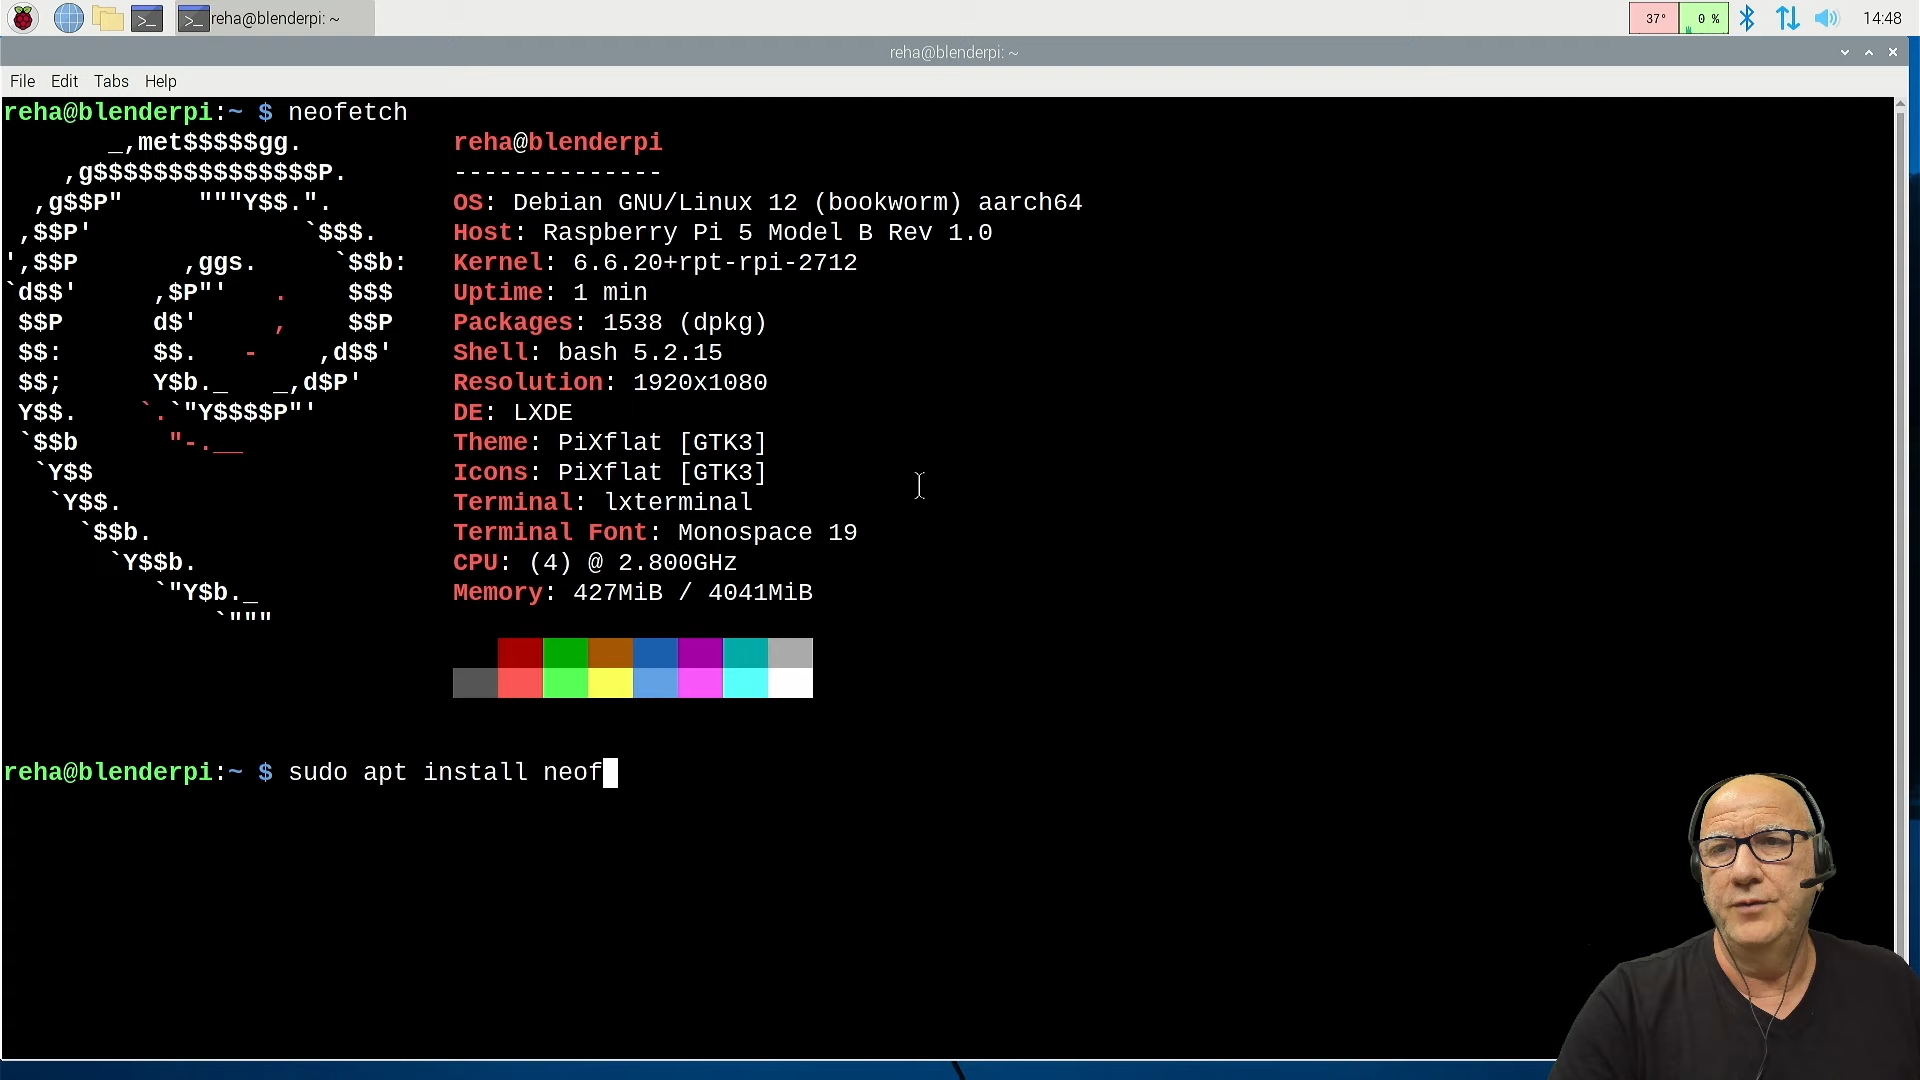 reha@blenderpi: ~
37° 0 % 14:48
reha@blenderpi: ~
File Edit Tabs Help
reha@blenderpi:~ $ neofetch
       _,met$$$$$gg.          reha@blenderpi
    ,g$$$$$$$$$$$$$$$P.       --------------
  ,g$$P"     """Y$$.".        OS: Debian GNU/Linux 12 (bookworm) aarch64
 ,$$P'              `$$$.     Host: Raspberry Pi 5 Model B Rev 1.0
',$$P       ,ggs.     `$$b:   Kernel: 6.6.20+rpt-rpi-2712
`d$$'     ,$P"'   .    $$$    Uptime: 1 min
 $$P      d$'     ,    $$P    Packages: 1538 (dpkg)
 $$:      $$.   -    ,d$$'    Shell: bash 5.2.15
 $$;      Y$b._   _,d$P'      Resolution: 1920x1080
 Y$$.    `.`"Y$$$$P"'         DE: LXDE
 `$$b      "-.__              Theme: PiXflat [GTK3]
  `Y$$                        Icons: PiXflat [GTK3]
   `Y$$.                      Terminal: lxterminal
     `$$b.                    Terminal Font: Monospace 19
       `Y$$b.                 CPU: (4) @ 2.800GHz
          `"Y$b._             Memory: 427MiB / 4041MiB
              `"""
reha@blenderpi:~ $ sudo apt install neof